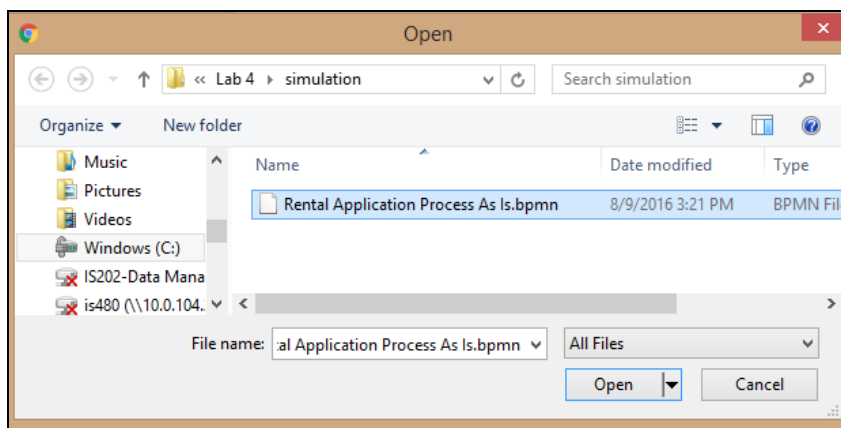 Open
« Lab 4 simulation
Search simulation
Organize
New folder
Music
Pictures
Videos
Windows (C:)
IS202-Data Mana
is480 (\\10.0.104.
Name
Date modified
Type
Rental Application Process As Is.bpmn
8/9/2016 3:21 PM
BPMN Fil
File name:
al Application Process As Is.bpmn
All Files
Open
Cancel